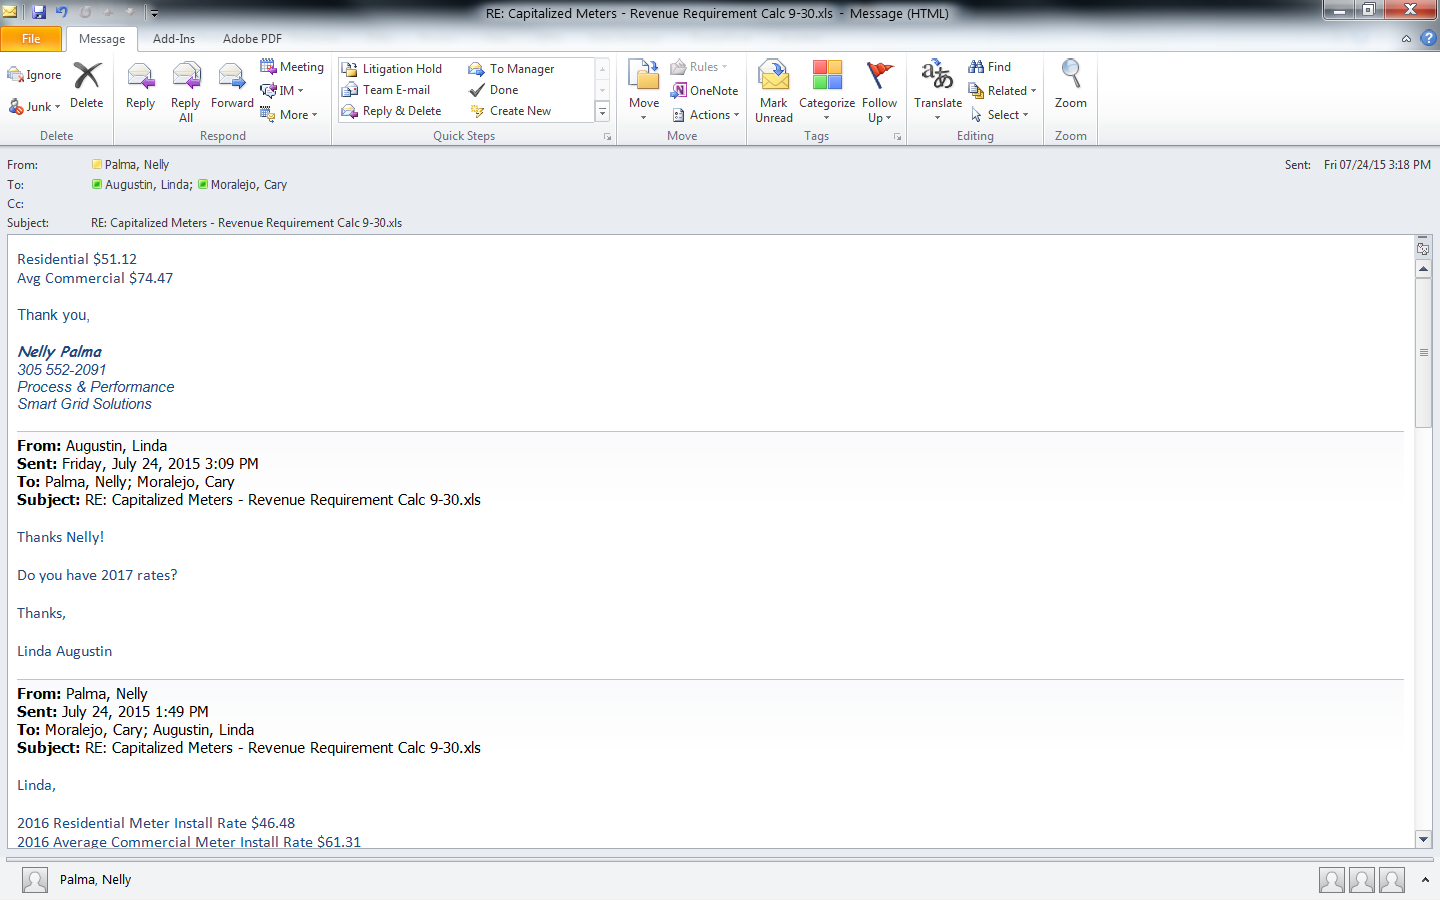 RE: Capitalized Meters - Revenue Requirement Calc 9-30.xls - Message (HTML)
File Message Add-Ins Adobe PDF
Ignore
Junk
Delete
Delete
Reply
Reply All
Forward
Meeting
IM
More
Respond
Litigation Hold
Team E-mail
Reply & Delete
To Manager
Done
Create New
Quick Steps
Move
Rules
OneNote
Actions
Move
Mark Unread
Categorize
Follow Up
Tags
Translate
Find
Related
Select
Editing
Zoom
Zoom
From: Palma, Nelly
Sent: Fri 07/24/15 3:18 PM
To: Augustin, Linda; Moralejo, Cary
Cc:
Subject: RE: Capitalized Meters - Revenue Requirement Calc 9-30.xls
Residential $51.12
Avg Commercial $74.47
Thank you,
Nelly Palma
305 552-2091
Process & Performance
Smart Grid Solutions
From: Augustin, Linda
Sent: Friday, July 24, 2015 3:09 PM
To: Palma, Nelly; Moralejo, Cary
Subject: RE: Capitalized Meters - Revenue Requirement Calc 9-30.xls
Thanks Nelly!
Do you have 2017 rates?
Thanks,
Linda Augustin
From: Palma, Nelly
Sent: July 24, 2015 1:49 PM
To: Moralejo, Cary; Augustin, Linda
Subject: RE: Capitalized Meters - Revenue Requirement Calc 9-30.xls
Linda,
2016 Residential Meter Install Rate $46.48
2016 Average Commercial Meter Install Rate $61.31
Palma, Nelly